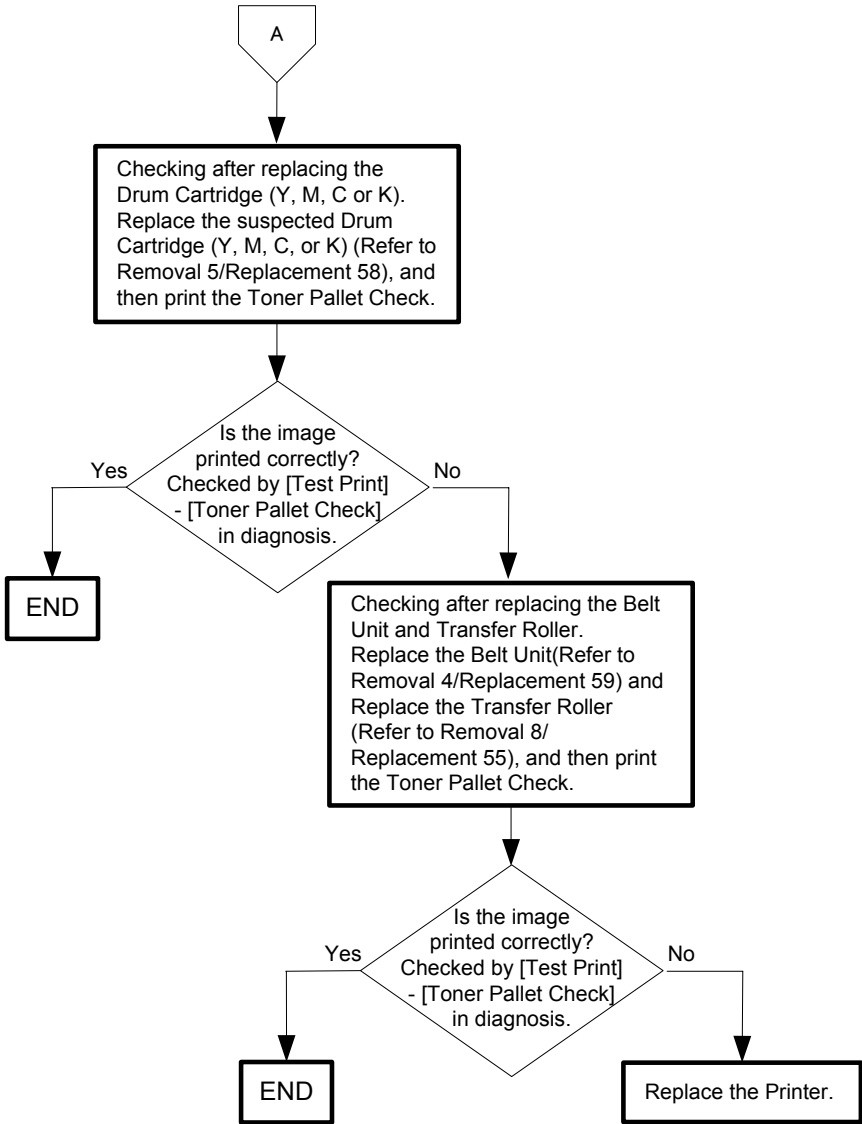 A
Checking after replacing the
Drum Cartridge (Y, M, C or K).
Replace the suspected Drum
Cartridge (Y, M, C, or K) (Refer to
Removal 5/Replacement 58), and
then print the Toner Pallet Check.
Is the image
printed correctly?
Checked by [Test Print]
- [Toner Pallet Check]
in diagnosis.
Yes
No
END
Checking after replacing the Belt
Unit and Transfer Roller.
Replace the Belt Unit(Refer to
Removal 4/Replacement 59) and
Replace the Transfer Roller
(Refer to Removal 8/
Replacement 55), and then print
the Toner Pallet Check.
Is the image
printed correctly?
Checked by [Test Print]
- [Toner Pallet Check]
in diagnosis.
Yes
No
END
Replace the Printer.